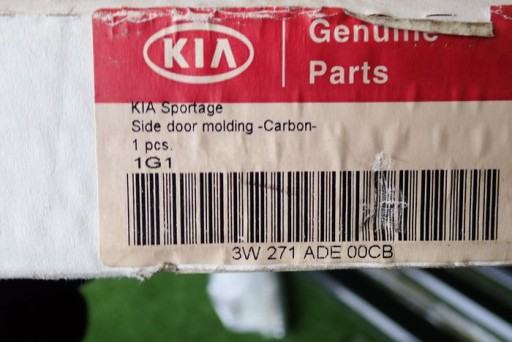 KIA
Genuine
Parts
KIA Sportage
Side door molding -Carbon-
1 pcs.
1G1
3W 271 ADE 00CB